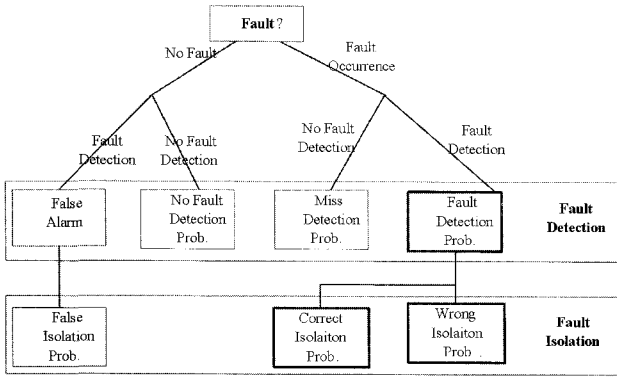 Fault ?
No Fault
Fault
Occurrence
Fault
Detection
No Fault
Detection
No Fault
Detection
Fault
Detection
False
Alarm
No Fault
Detection
Prob.
Miss
Detection
Prob.
Fault
Detection
Prob.
Fault
Detection
False
Isolation
Prob.
Correct
Isolaiton
Prob.
Wrong
Isolaiton
Prob .
Fault
Isolation